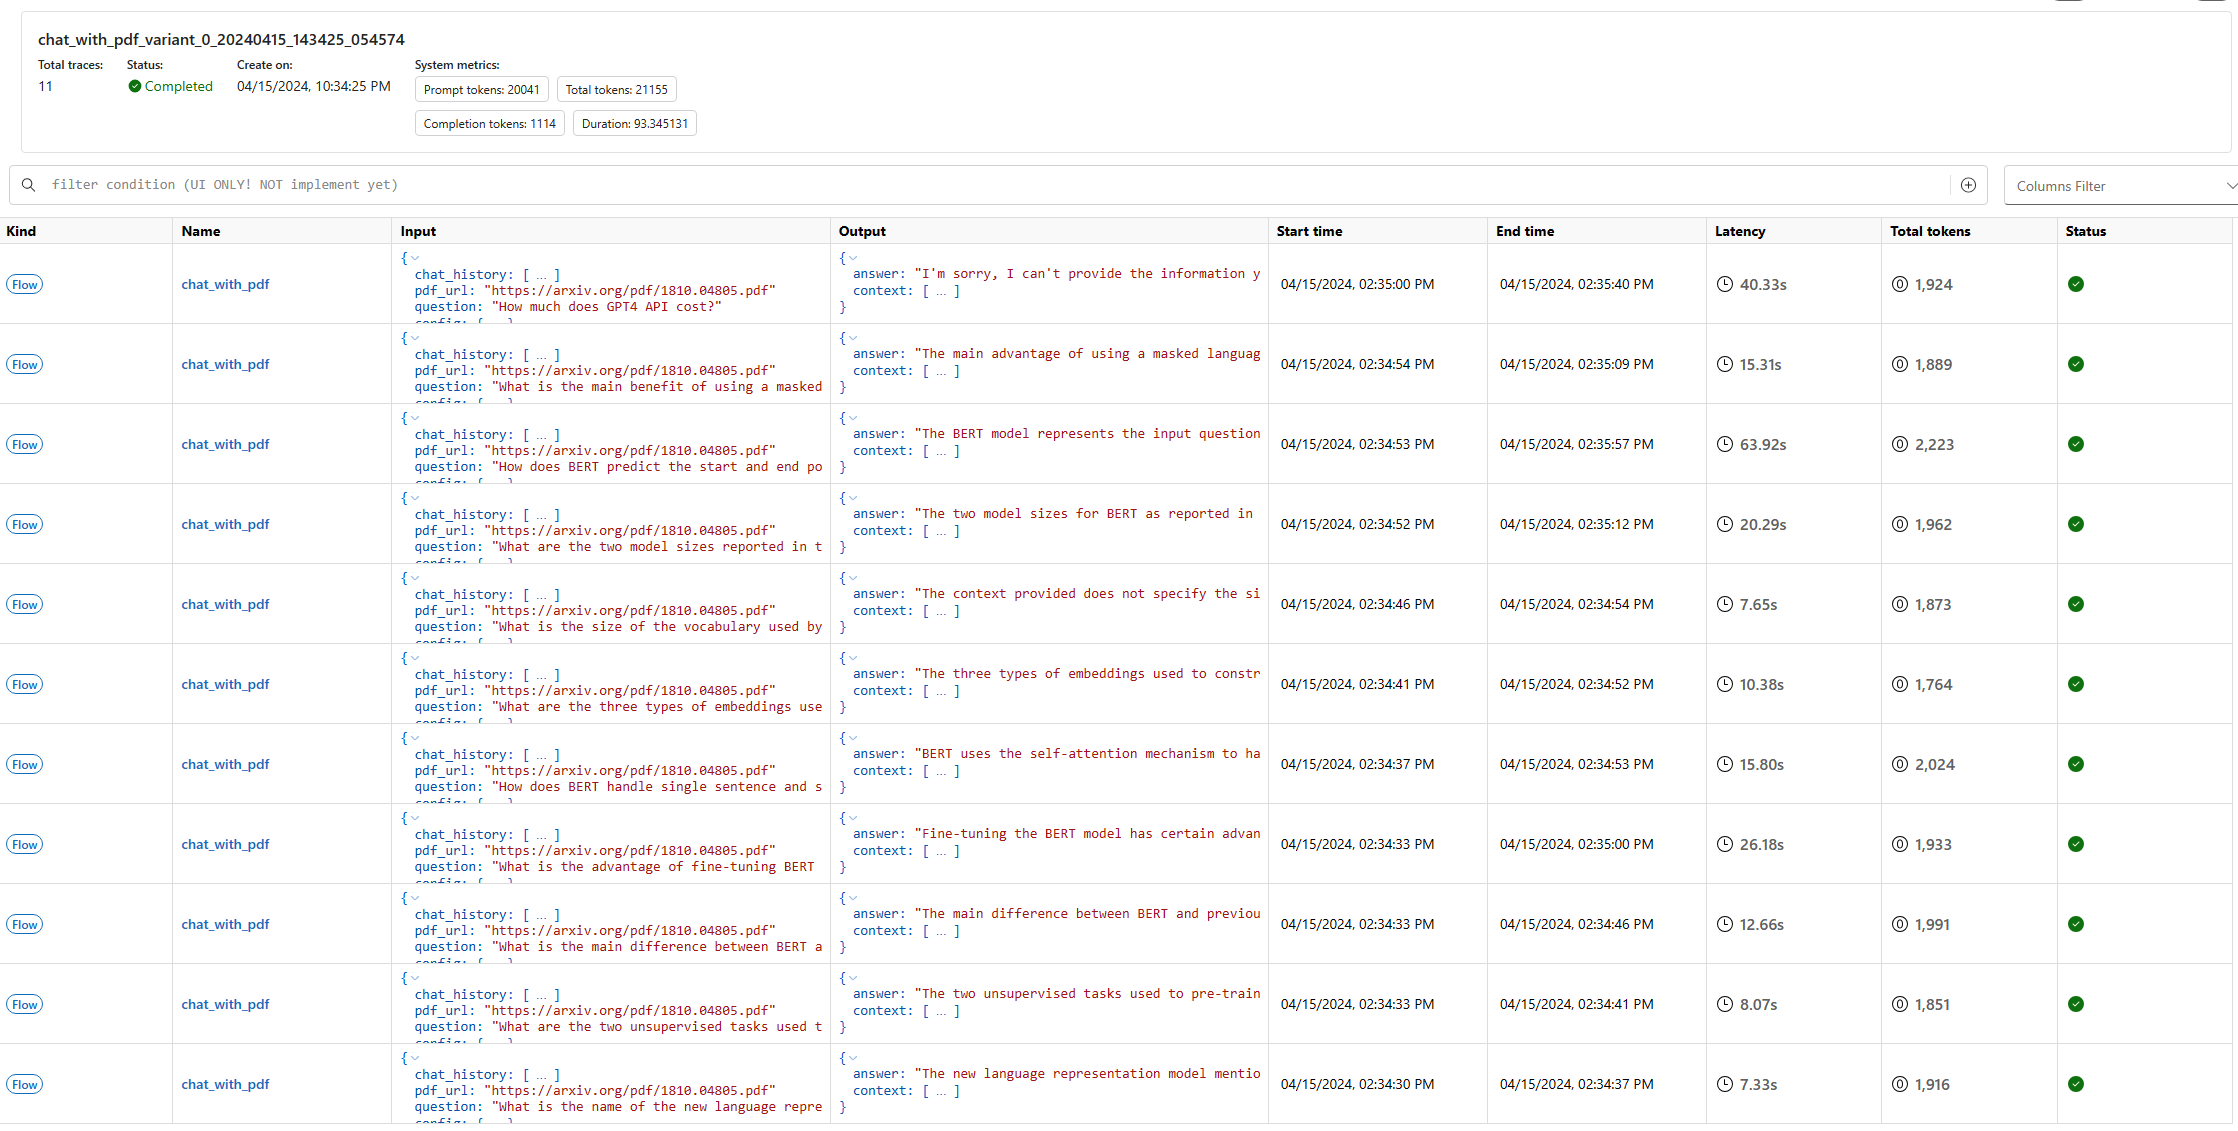 chat_with_pdf_variant_0_20240415_143425_054574
Total traces: Status: Create on: System metrics:
11 Completed 04/15/2024, 10:34:25 PM Prompt tokens: 20041 Total tokens: 21155
Completion tokens: 1114 Duration: 93.345131
filter condition (UI ONLY! NOT implement yet) Columns Filter
Kind Name Input Output Start time End time Latency Total tokens Status
{ {
chat_history: [ ... ] answer: "I'm sorry, I can't provide the information y
Flow chat_with_pdf pdf_url: "https://arxiv.org/pdf/1810.04805.pdf" context: [ ... ] 04/15/2024, 02:35:00 PM 04/15/2024, 02:35:40 PM 40.33s 1,924
question: "How much does GPT4 API cost?" }
{ {
chat_history: [ ... ] answer: "The main advantage of using a masked languag
Flow chat_with_pdf pdf_url: "https://arxiv.org/pdf/1810.04805.pdf" context: [ ... ] 04/15/2024, 02:34:54 PM 04/15/2024, 02:35:09 PM 15.31s 1,889
question: "What is the main benefit of using a masked }
{ {
chat_history: [ ... ] answer: "The BERT model represents the input question
Flow chat_with_pdf pdf_url: "https://arxiv.org/pdf/1810.04805.pdf" context: [ ... ] 04/15/2024, 02:34:53 PM 04/15/2024, 02:35:57 PM 63.92s 2,223
question: "How does BERT predict the start and end po }
{ {
chat_history: [ ... ] answer: "The two model sizes for BERT as reported in
Flow chat_with_pdf pdf_url: "https://arxiv.org/pdf/1810.04805.pdf" context: [ ... ] 04/15/2024, 02:34:52 PM 04/15/2024, 02:35:12 PM 20.29s 1,962
question: "What are the two model sizes reported in t }
{ {
chat_history: [ ... ] answer: "The context provided does not specify the si
Flow chat_with_pdf pdf_url: "https://arxiv.org/pdf/1810.04805.pdf" context: [ ... ] 04/15/2024, 02:34:46 PM 04/15/2024, 02:34:54 PM 7.65s 1,873
question: "What is the size of the vocabulary used by }
{ {
chat_history: [ ... ] answer: "The three types of embeddings used to constr
Flow chat_with_pdf pdf_url: "https://arxiv.org/pdf/1810.04805.pdf" context: [ ... ] 04/15/2024, 02:34:41 PM 04/15/2024, 02:34:52 PM 10.38s 1,764
question: "What are the three types of embeddings use }
{ {
chat_history: [ ... ] answer: "BERT uses the self-attention mechanism to ha
Flow chat_with_pdf pdf_url: "https://arxiv.org/pdf/1810.04805.pdf" context: [ ... ] 04/15/2024, 02:34:37 PM 04/15/2024, 02:34:53 PM 15.80s 2,024
question: "How does BERT handle single sentence and s }
{ {
chat_history: [ ... ] answer: "Fine-tuning the BERT model has certain advan
Flow chat_with_pdf pdf_url: "https://arxiv.org/pdf/1810.04805.pdf" context: [ ... ] 04/15/2024, 02:34:33 PM 04/15/2024, 02:35:00 PM 26.18s 1,933
question: "What is the advantage of fine-tuning BERT }
{ {
chat_history: [ ... ] answer: "The main difference between BERT and previou
Flow chat_with_pdf pdf_url: "https://arxiv.org/pdf/1810.04805.pdf" context: [ ... ] 04/15/2024, 02:34:33 PM 04/15/2024, 02:34:46 PM 12.66s 1,991
question: "What is the main difference between BERT a }
{ {
chat_history: [ ... ] answer: "The two unsupervised tasks used to pre-train
Flow chat_with_pdf pdf_url: "https://arxiv.org/pdf/1810.04805.pdf" context: [ ... ] 04/15/2024, 02:34:33 PM 04/15/2024, 02:34:41 PM 8.07s 1,851
question: "What are the two unsupervised tasks used t }
{ {
chat_history: [ ... ] answer: "The new language representation model mentio
Flow chat_with_pdf pdf_url: "https://arxiv.org/pdf/1810.04805.pdf" context: [ ... ] 04/15/2024, 02:34:30 PM 04/15/2024, 02:34:37 PM 7.33s 1,916
question: "What is the name of the new language repre }